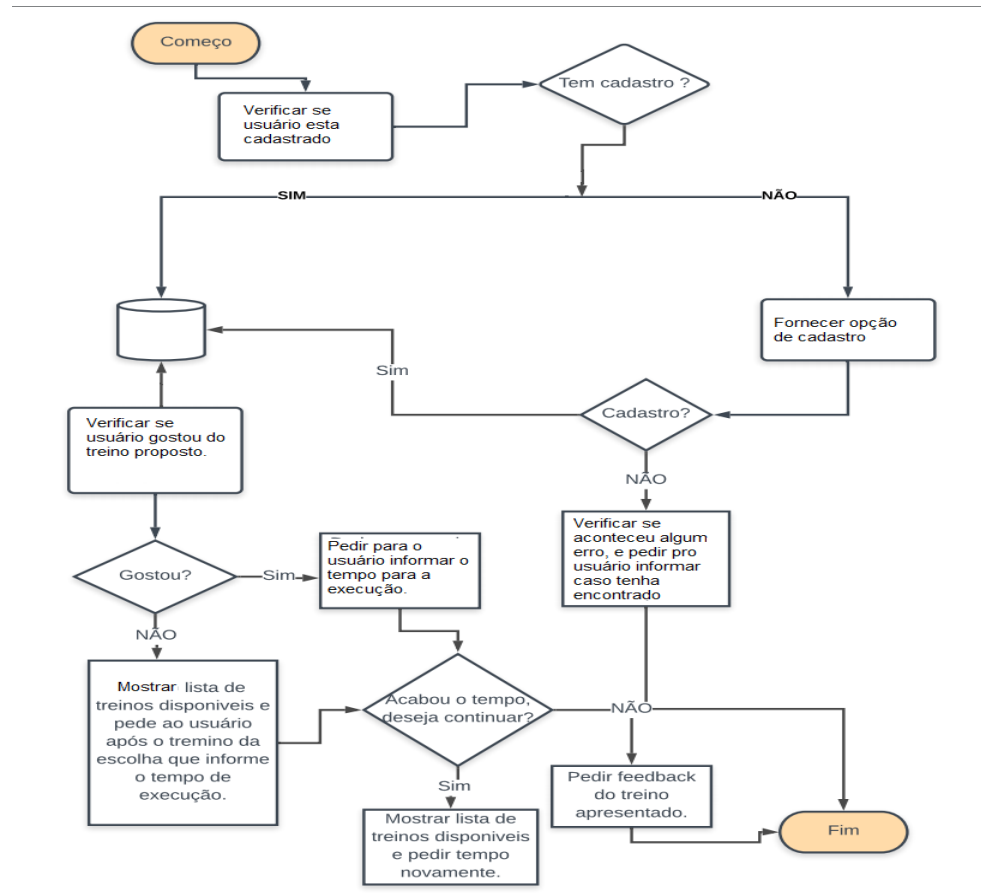 Começo
Tem cadastro ?
Verificar se
usuário esta
cadastrado
SIM
NÃO
Fornecer opção
de cadastro
Sim
Cadastro?
Verificar se
usuário gostou do
treino proposto.
NÃO
Verificar se
aconteceu algum
erro, e pedir pro
usuário informar
caso tenha
encontrado
Gostou?
Sim
Pedir para o
usuário informar o
tempo para a
execução.
NÃO
Mostrar lista de
treinos disponiveis e
pede ao usuário
após o tremino da
escolha que informe
o tempo de
execução.
Acabou o tempo,
deseja continuar?
NÃO
Sim
Pedir feedback
do treino
apresentado.
Mostrar lista de
treinos disponiveis
e pedir tempo
novamente.
Fim